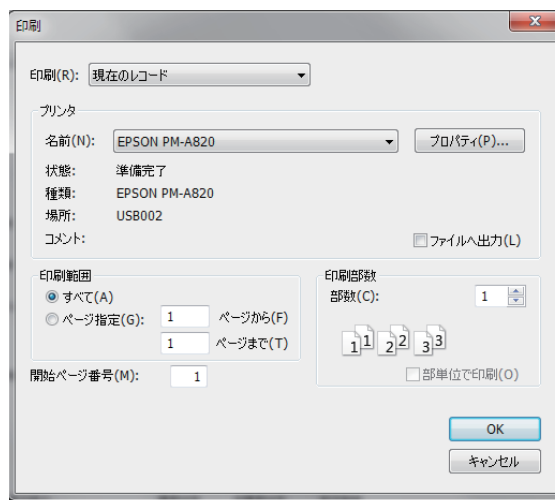 印刷
印刷(R): 現在のレコード
プリンタ
名前(N): EPSON PM-A820 プロパティ(P)...
状態: 準備完了
種類: EPSON PM-A820
場所: USB002
コメント: ファイルへ出力(L)
印刷範囲
すべて(A)
ページ指定(G): 1 ページから(F)
1 ページまで(T)
開始ページ番号(M): 1
印刷部数
部数(C): 1
1 1 2 2 3 3
部単位で印刷(O)
OK
キャンセル